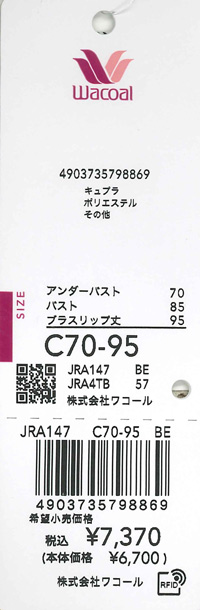 Wacoal
4903735798869
キュプラ
ポリエステル
その他
SIZE
アンダーバスト 70
バスト 85
ブラスリップ丈 95
C70-95
JRA147 BE
JRA4TB 57
株式会社ワコール
JRA147 C70-95 BE
4903735798869
希望小売価格
税込 ¥7,370
(本体価格 ¥6,700)
株式会社ワコール
RFID